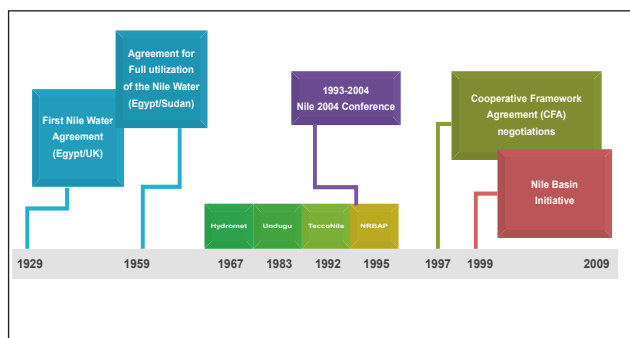 Agreement for
Full utilization
of the Nile Water
(Egypt/Sudan)
First Nile Water
Agreement
(Egypt/UK)
1993-2004
Nile 2004 Conference
Cooperative Framework
Agreement (CFA)
negotiations
Nile Basin
Initiative
Hydromet
Undugu
TeccoNile
NRBAP
1929
1959
1967
1983
1992
1995
1997
1999
2009